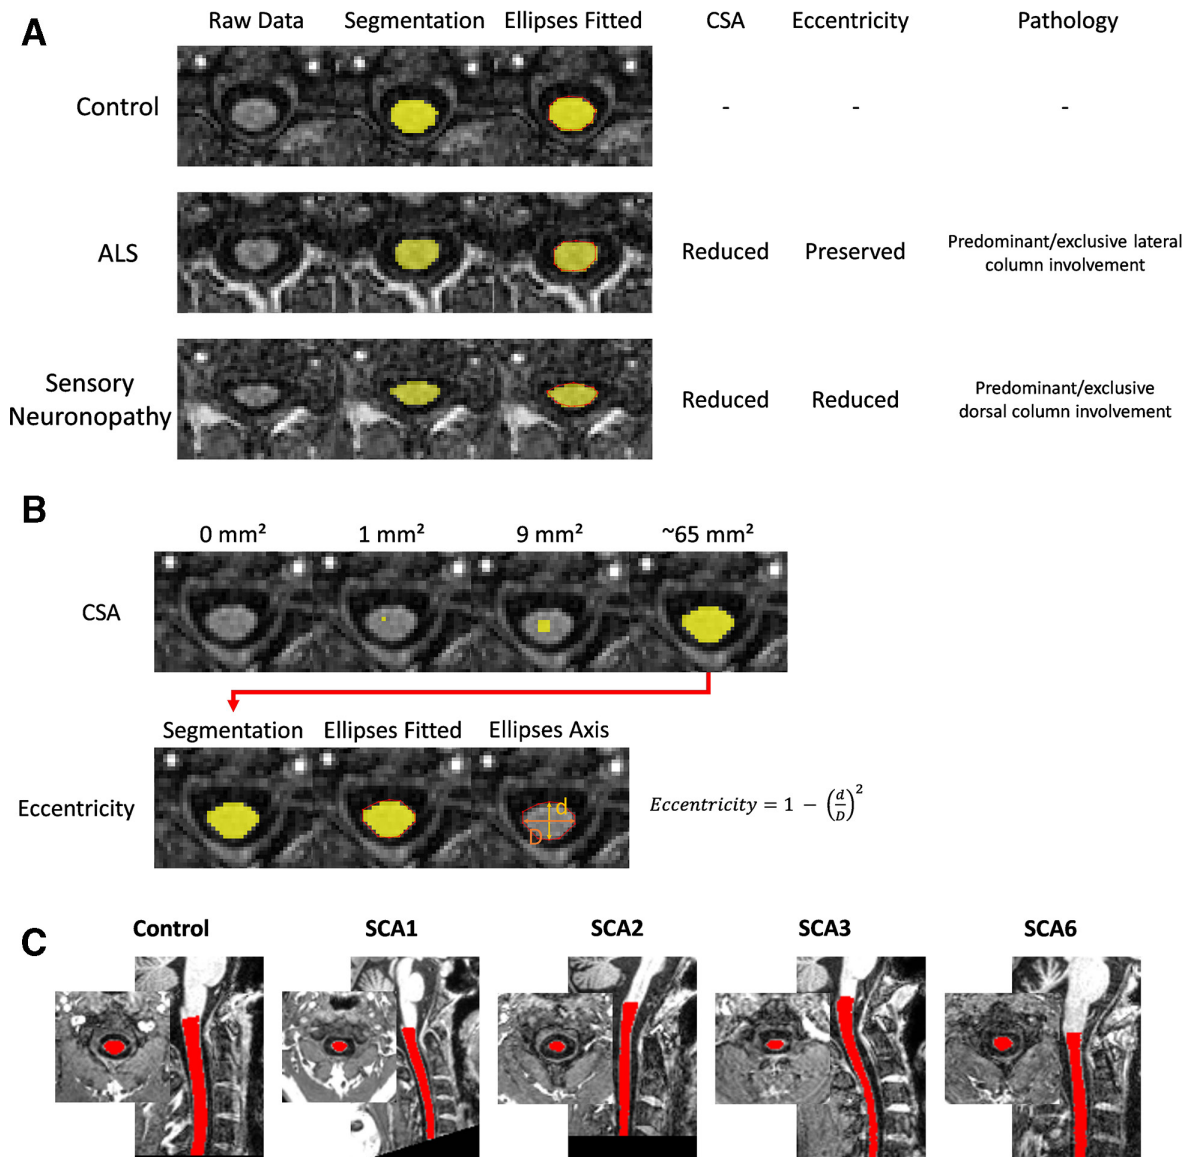 A
Raw Data Segmentation Ellipses Fitted CSA Eccentricity Pathology
Control - - -
ALS Reduced Preserved Predominant/exclusive lateral
column involvement
Sensory
Neuronopathy Reduced Reduced Predominant/exclusive
dorsal column involvement
B
0 mm² 1 mm² 9 mm² ~65 mm²
CSA
Segmentation Ellipses Fitted Ellipses Axis
Eccentricity d D Eccentricity = 1 − (d/D)²
C
Control SCA1 SCA2 SCA3 SCA6